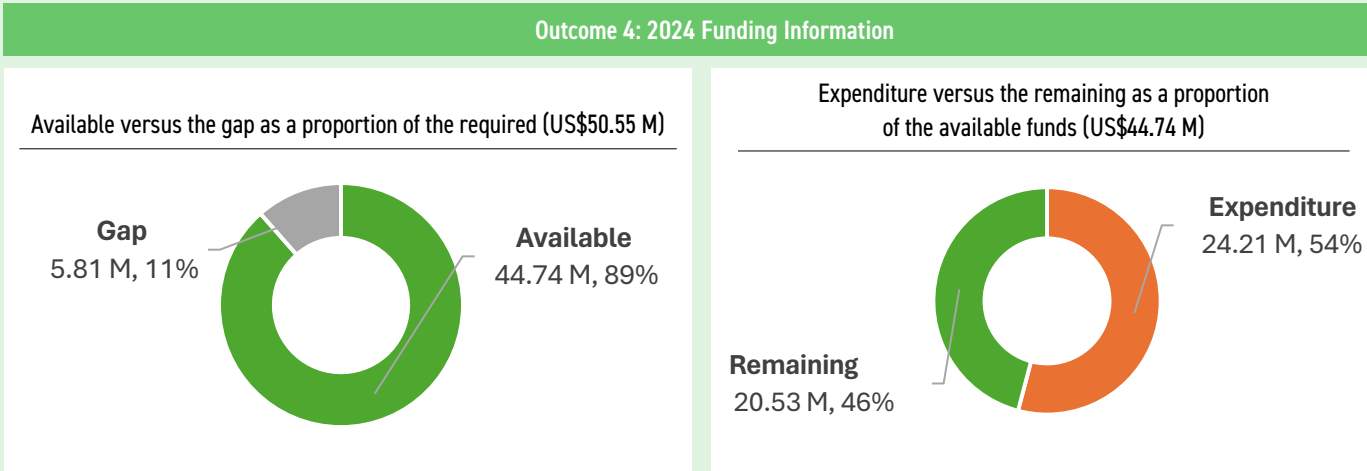 Outcome 4: 2024 Funding Information
Available versus the gap as a proportion of the required (US$50.55 M)
Gap
5.81 M, 11%
Available
44.74 M, 89%
Expenditure versus the remaining as a proportion
of the available funds (US$44.74 M)
Expenditure
24.21 M, 54%
Remaining
20.53 M, 46%